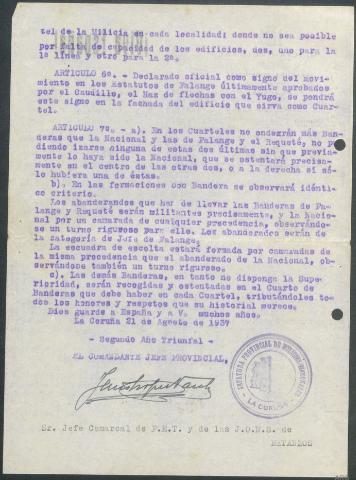 tel de la Milicia en cada localidad; donde no sea posible
por falta de capacidad de los edificios, dos, uno para la
1ª línea y otro para la 2ª.
ARTICULO 6º. - Declarado oficial como signo del Movi-
miento en los Estatutos de Falange últimamente aprobados
por el Caudillo, el Haz de flechas con el Yugo, se pondrá
este signo en la fachada del edificio que sirva como Cuar-
tel.
ARTICULO 7º. - a). En los Cuarteles no ondearán más Ban-
deras que la Nacional y las de Falange y el Requeté, no pu-
diendo izarse ninguna de estas dos últimas sin que previamen-
te lo haya sido la Nacional, que se ostentará precisa-
mente en el centro de las otras dos, o a la derecha si só-
lo hubiera una de éstas.
b). En las formaciones con Bandera se observará idénti-
co criterio.
Los abanderados que han de llevar las Banderas de Fa-
lange y Requeté serán militantes precisamente, y la Nacional
por un camarada de cualquier precedencia, observándo-
se un turno riguroso para ello. Los abanderados serán de
la categoría de Jefe de Falange.
La escuadra de escolta estará formada por camaradas de
la misma precedencia que el abanderado de la Nacional, ob-
servándose también un turno riguroso.
c). Las demás Banderas, en tanto no disponga la Supe-
rioridad, serán recogidas y ostentadas en el Cuarto de
Banderas que debe haber en cada Cuartel, tributándoles to-
dos los honores y respetos que su historial merece.
Dios guarde a España y a V. muchos años.
La Coruña 21 de Agosto de 1937
- Segundo Año Triunfal -
EL COMANDANTE JEFE PROVINCIAL,
LA CORUÑA
Sr. Jefe Comarcal de F.E.T. y de las J.O.N.S. de
BETANZOS